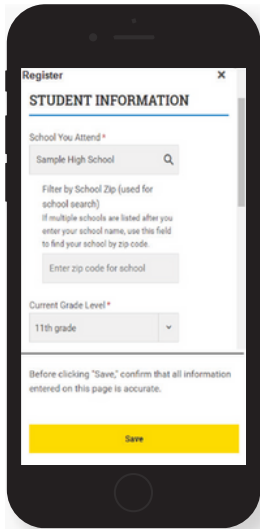 Register ×
STUDENT INFORMATION
School You Attend *
Sample High School
Filter by School Zip (used for
school search)
If multiple schools are listed after you
enter your school name, use this field
to find your school by zip code.
Enter zip code for school
Current Grade Level *
11th grade
Before clicking "Save," confirm that all information
entered on this page is accurate.
Save